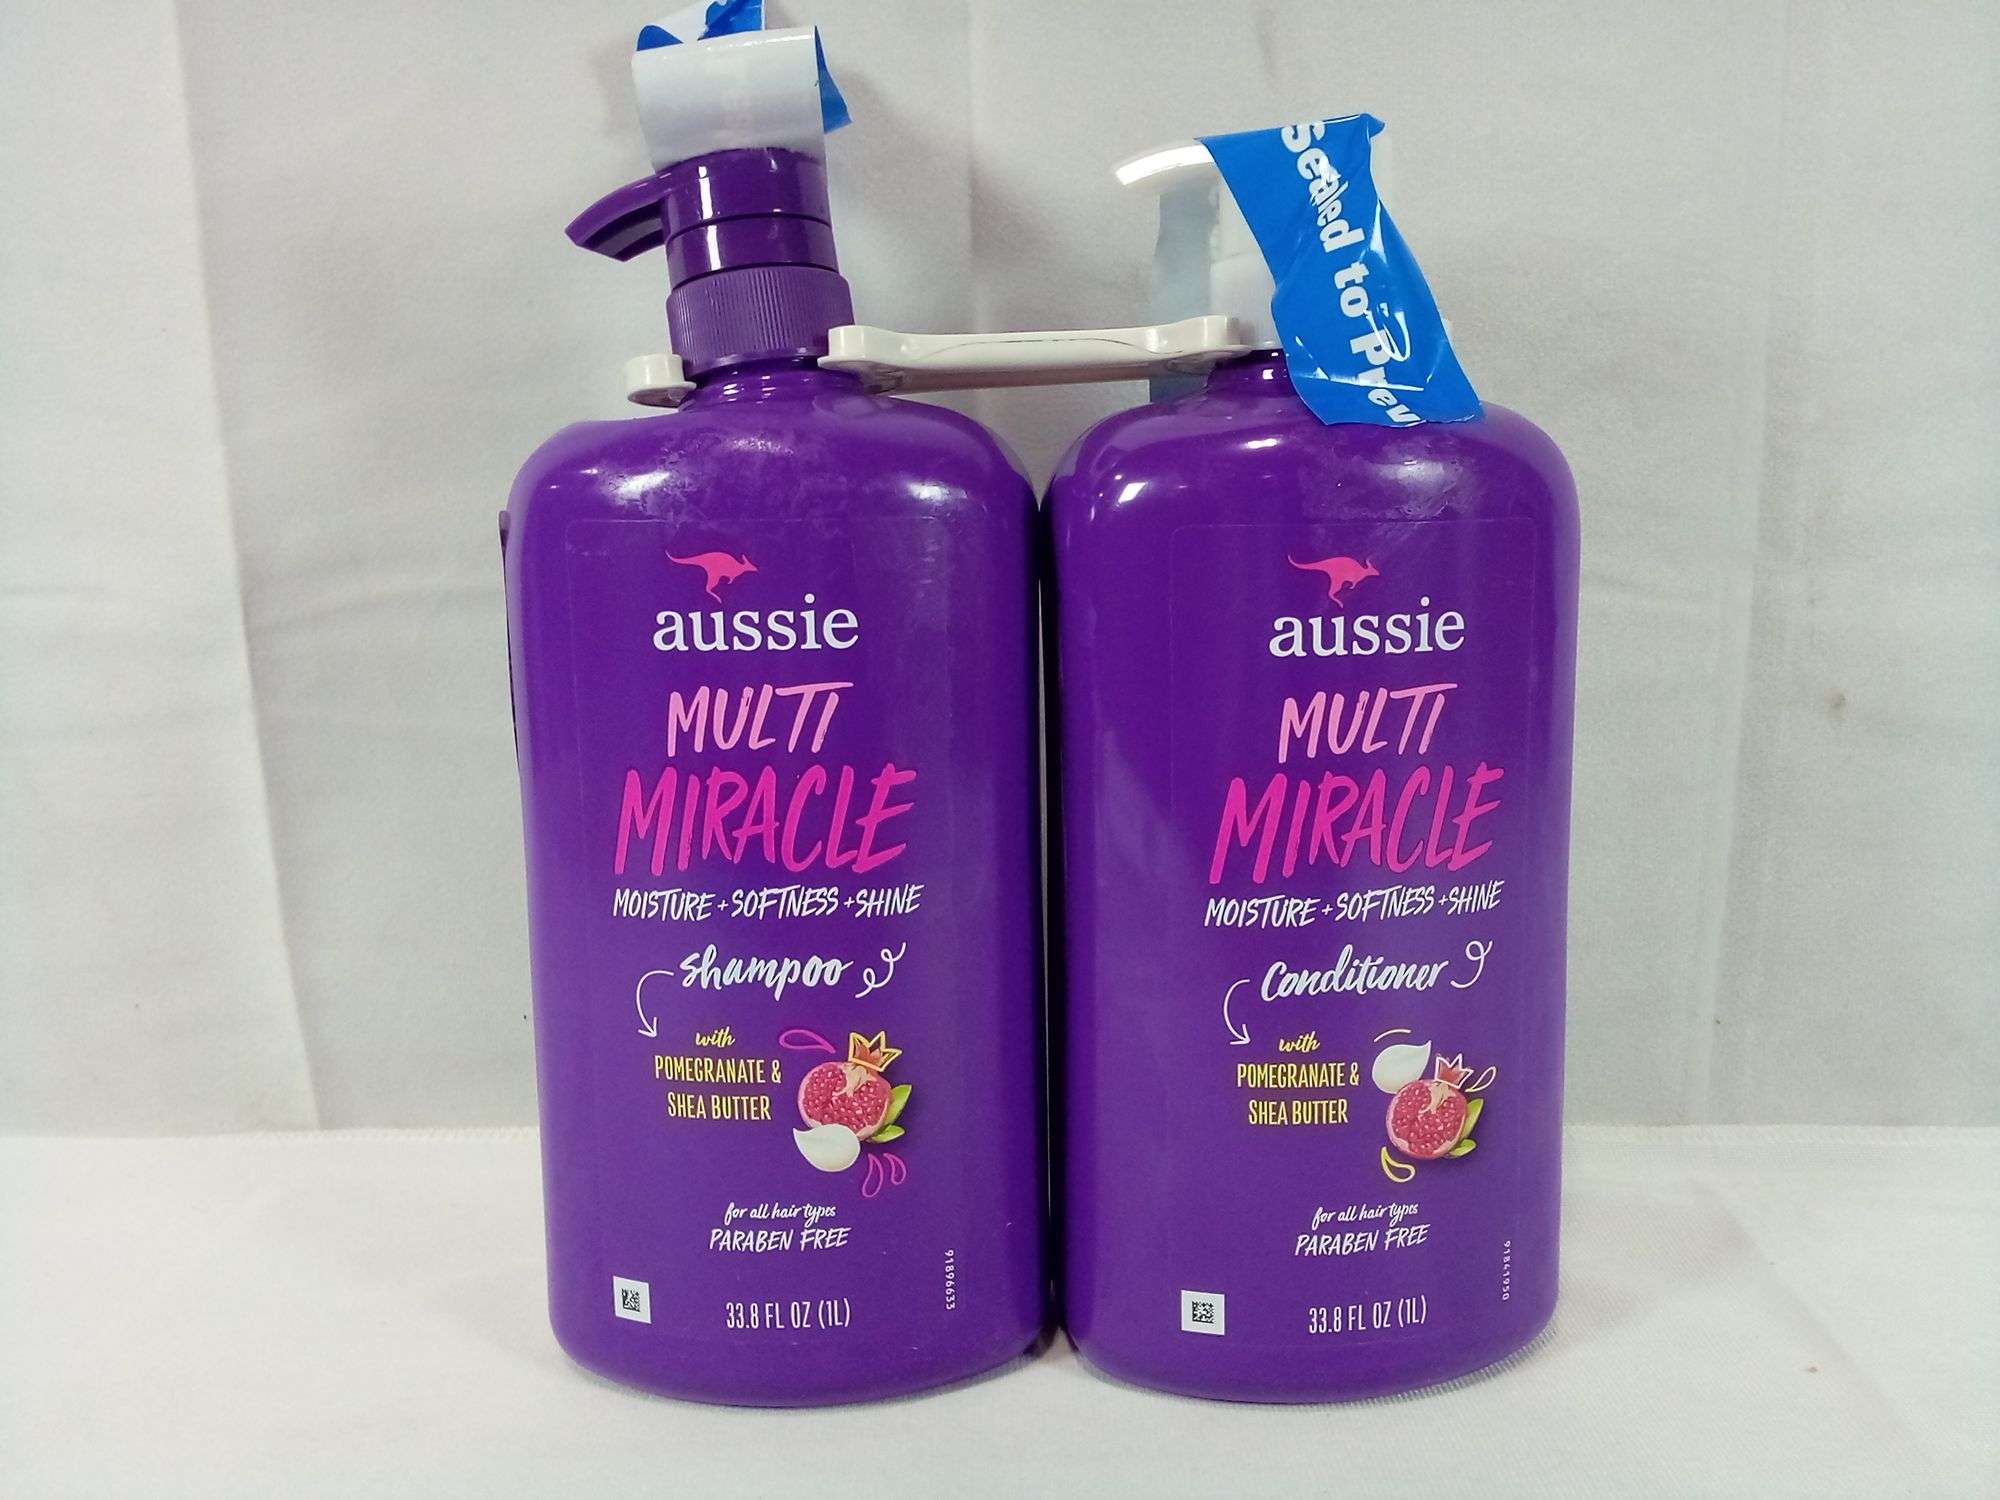 Sealed to Prev
aussie
MULTI
MIRACLE
MOISTURE + SOFTNESS + SHINE
shampoo
with
POMEGRANATE &
SHEA BUTTER
for all hair types
PARABEN FREE
33.8 FL OZ (1L)
91896633
aussie
MULTI
MIRACLE
MOISTURE + SOFTNESS + SHINE
Conditioner
with
POMEGRANATE &
SHEA BUTTER
for all hair types
PARABEN FREE
33.8 FL OZ (1L)
91841950